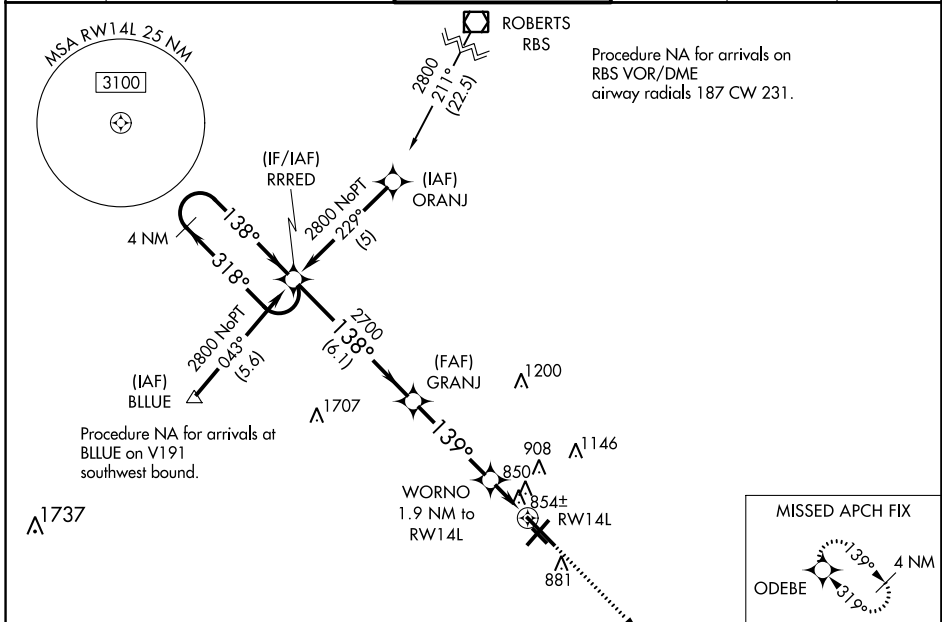 MSA RW14L 25 NM
3100
ROBERTS
RBS
2800
211°
(22.5)
Procedure NA for arrivals on
RBS VOR/DME
airway radials 187 CW 231.
(IF/IAF)
RRRED
(IAF)
ORANJ
2800 NoPT
229°
(5)
4 NM
138°
318°
2800 NoPT
043°
(5.6)
(IAF)
BLLUE
Procedure NA for arrivals at
BLLUE on V191
southwest bound.
2700
138°
(6.1)
(FAF)
GRANJ
1200
1707
139°
1146
908
850
854±
WORNO
1.9 NM to
RW14L
RW14L
881
1737
MISSED APCH FIX
139°
4 NM
319°
ODEBE